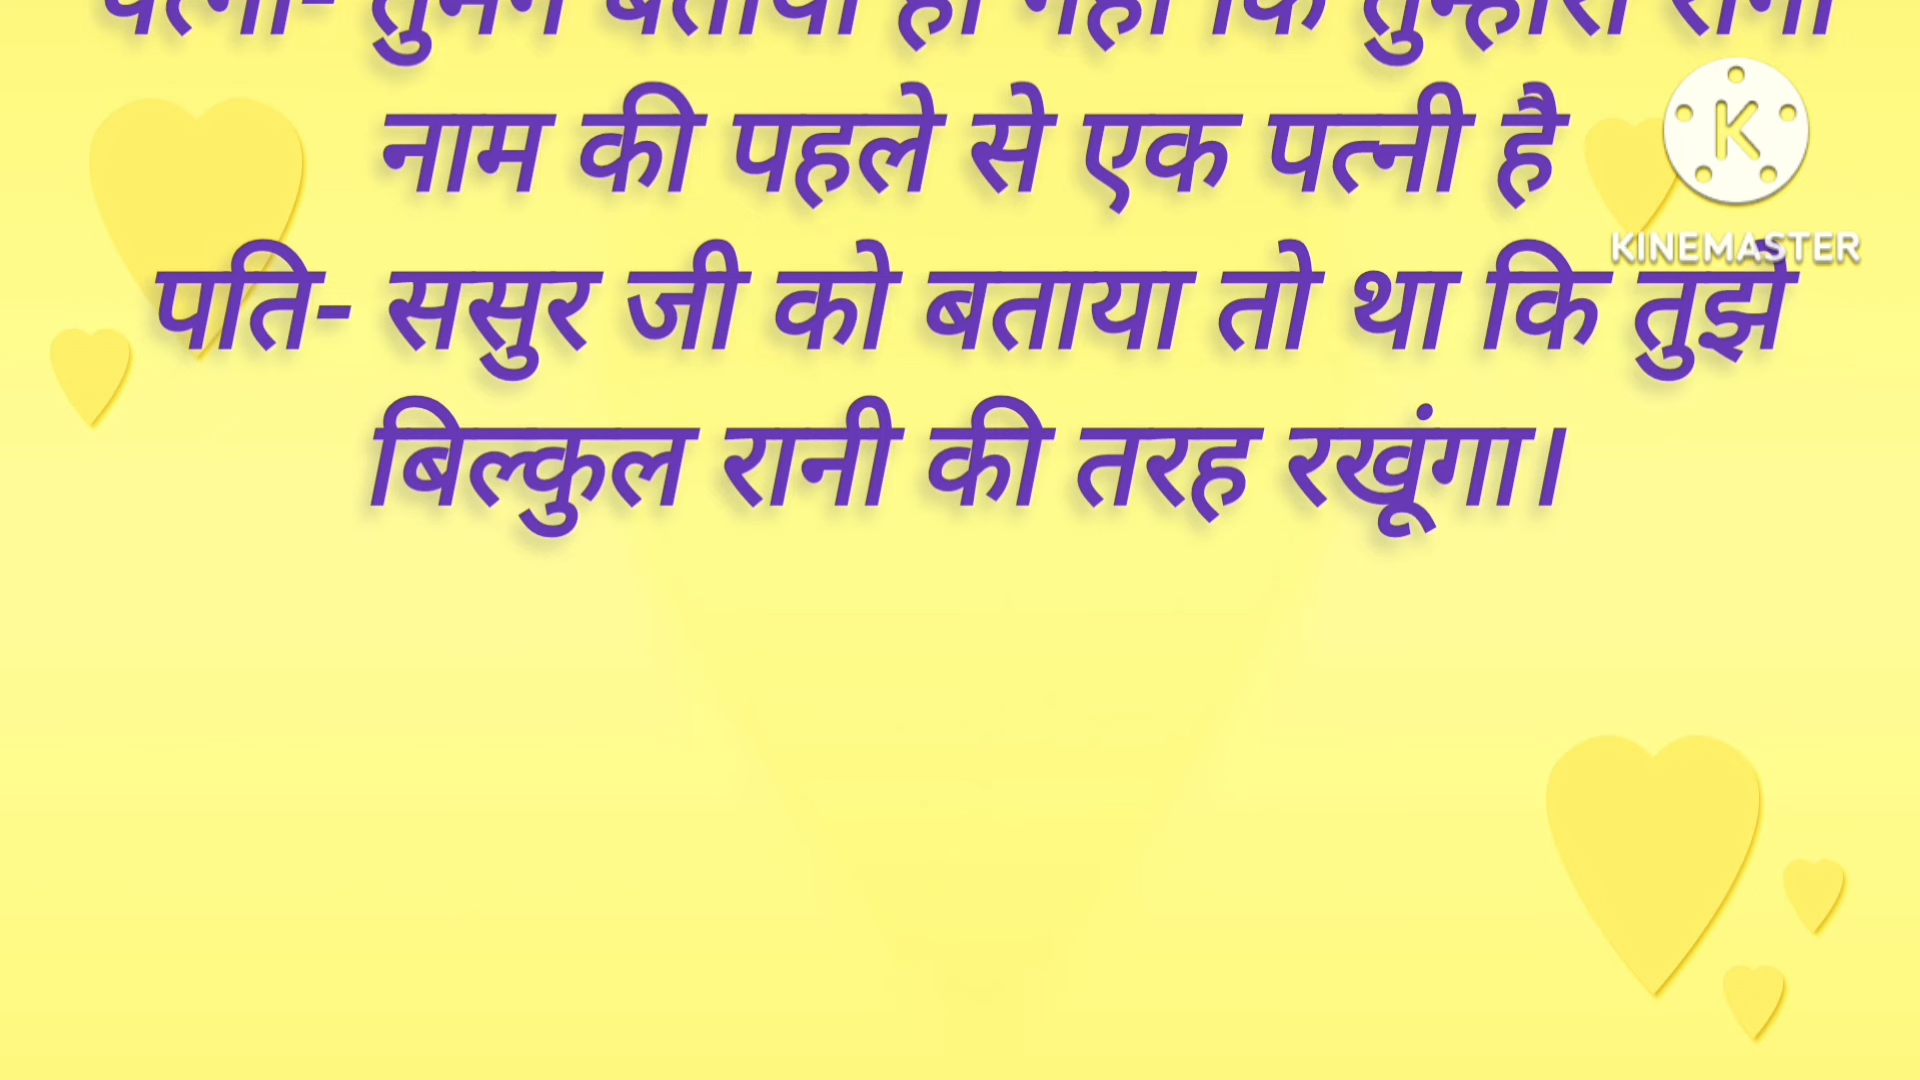 पत्नी- तुमने बताया ही नहीं कि तुम्हारी रानी
नाम की पहले से एक पत्नी है
पति- ससुर जी को बताया तो था कि तुझे
बिल्कुल रानी की तरह रखूंगा।
K
KINEMASTER